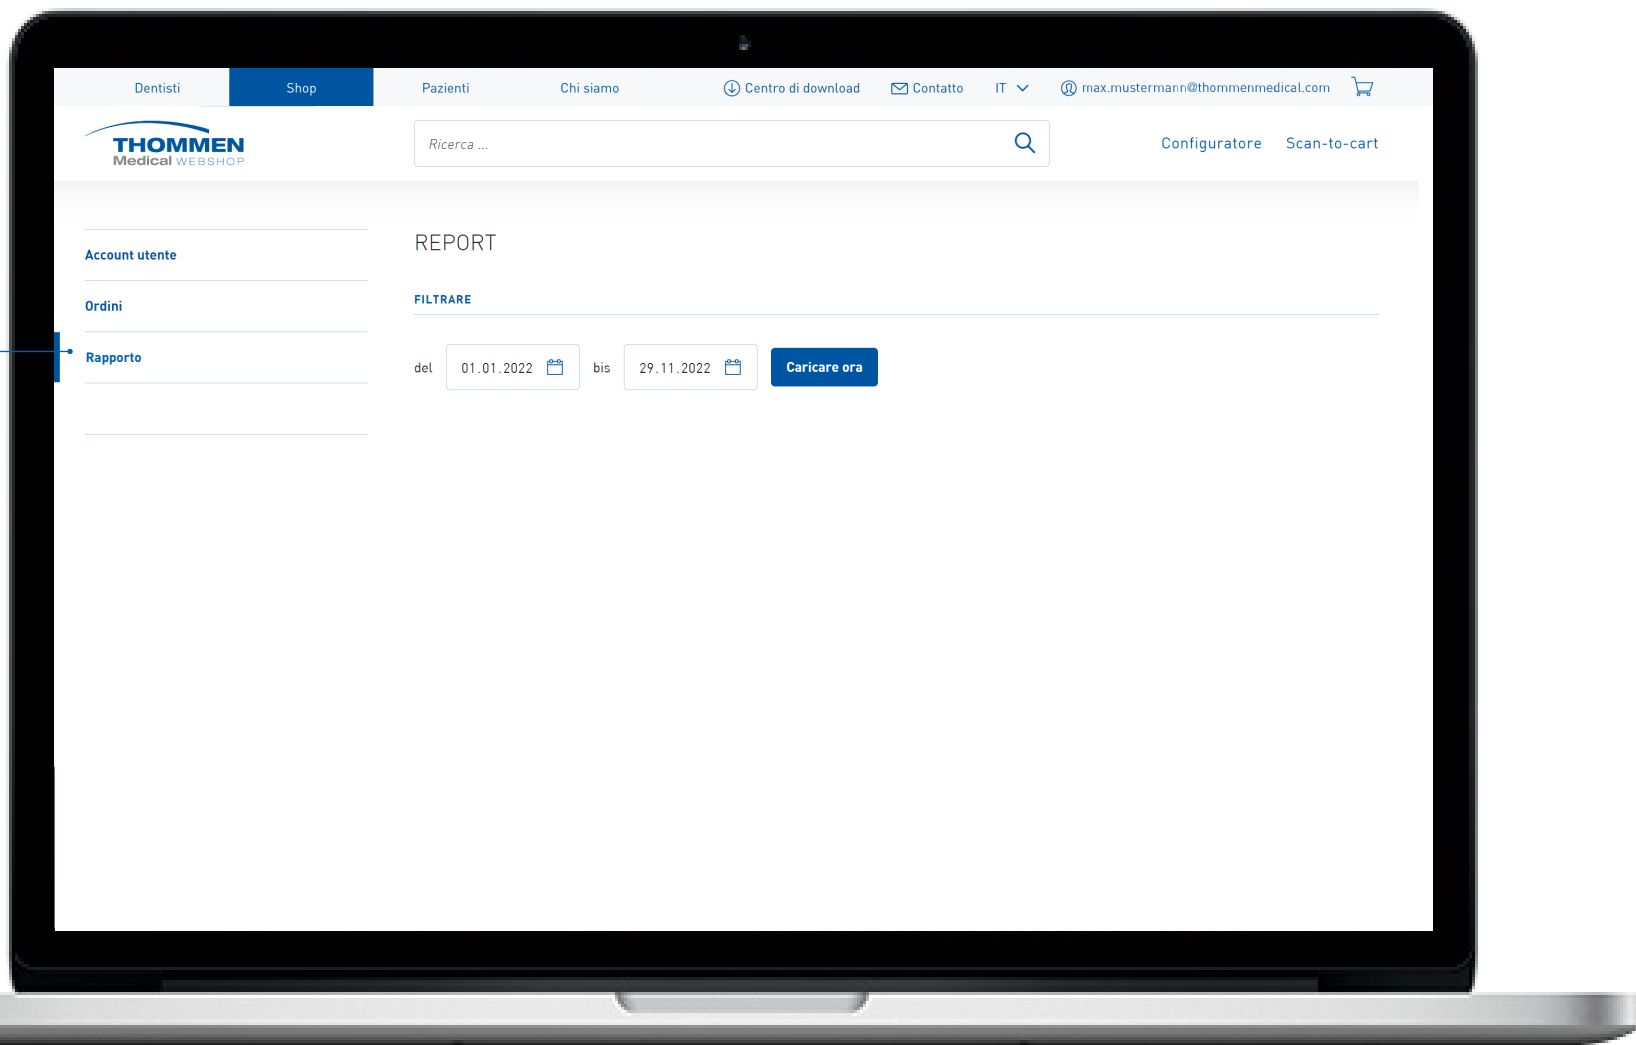 Dentisti Shop Pazienti Chi siamo Centro di download Contatto IT max.mustermann@thommenmedical.com
THOMMEN
Medical WEBSHOP
Ricerca ...
Configuratore Scan-to-cart
Account utente
Ordini
Rapporto
REPORT
FILTRARE
del 01.01.2022 bis 29.11.2022 Caricare ora